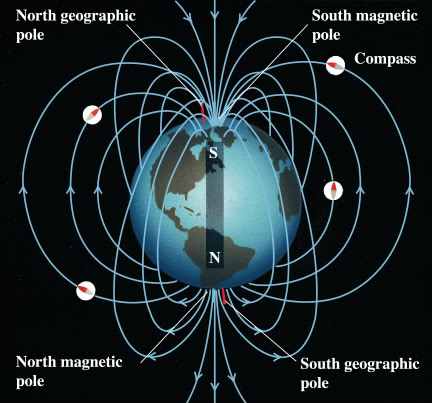 North geographic
pole
South magnetic
pole
Compass
S
N
North magnetic
pole
South geographic
pole